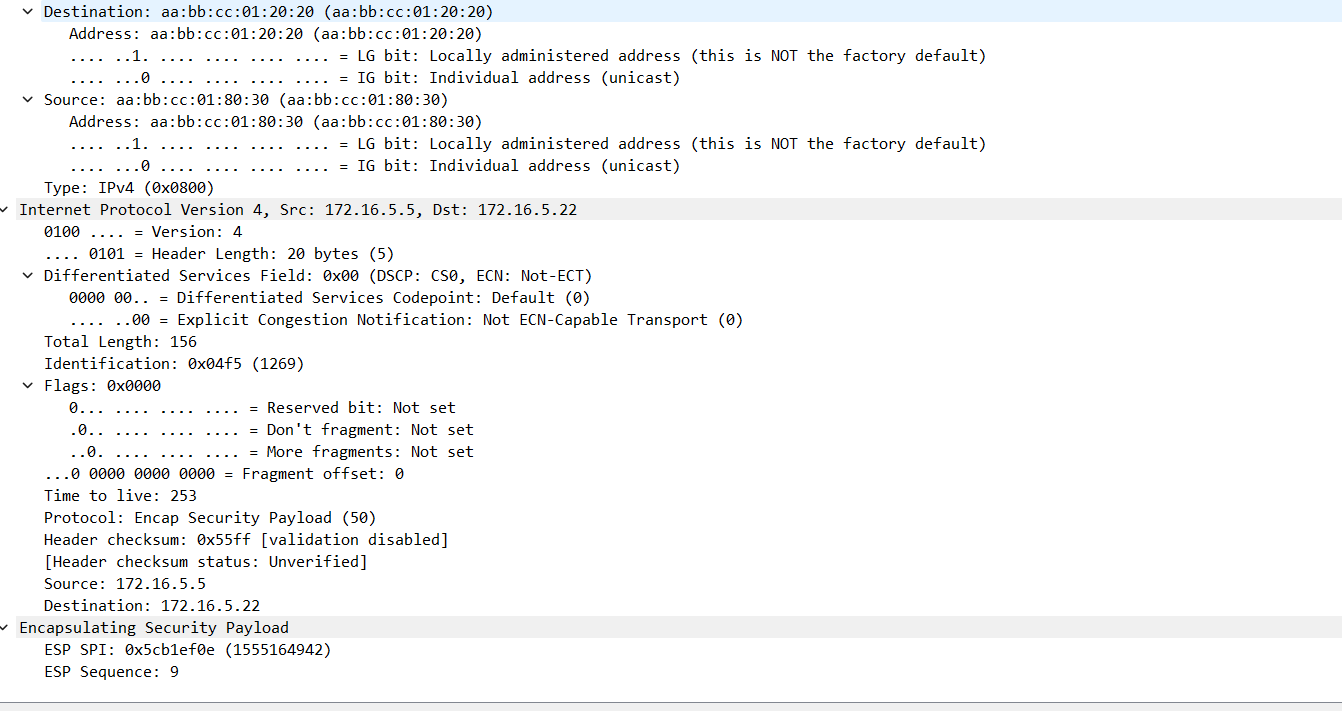 Destination: aa:bb:cc:01:20:20 (aa:bb:cc:01:20:20)
Address: aa:bb:cc:01:20:20 (aa:bb:cc:01:20:20)
.... ..1. .... .... .... .... = LG bit: Locally administered address (this is NOT the factory default)
.... ...0 .... .... .... .... = IG bit: Individual address (unicast)
Source: aa:bb:cc:01:80:30 (aa:bb:cc:01:80:30)
Address: aa:bb:cc:01:80:30 (aa:bb:cc:01:80:30)
.... ..1. .... .... .... .... = LG bit: Locally administered address (this is NOT the factory default)
.... ...0 .... .... .... .... = IG bit: Individual address (unicast)
Type: IPv4 (0x0800)
Internet Protocol Version 4, Src: 172.16.5.5, Dst: 172.16.5.22
0100 .... = Version: 4
.... 0101 = Header Length: 20 bytes (5)
Differentiated Services Field: 0x00 (DSCP: CS0, ECN: Not-ECT)
0000 00.. = Differentiated Services Codepoint: Default (0)
.... ..00 = Explicit Congestion Notification: Not ECN-Capable Transport (0)
Total Length: 156
Identification: 0x04f5 (1269)
Flags: 0x0000
0... .... .... .... = Reserved bit: Not set
.0.. .... .... .... = Don't fragment: Not set
..0. .... .... .... = More fragments: Not set
...0 0000 0000 0000 = Fragment offset: 0
Time to live: 253
Protocol: Encap Security Payload (50)
Header checksum: 0x55ff [validation disabled]
[Header checksum status: Unverified]
Source: 172.16.5.5
Destination: 172.16.5.22
Encapsulating Security Payload
ESP SPI: 0x5cb1ef0e (1555164942)
ESP Sequence: 9